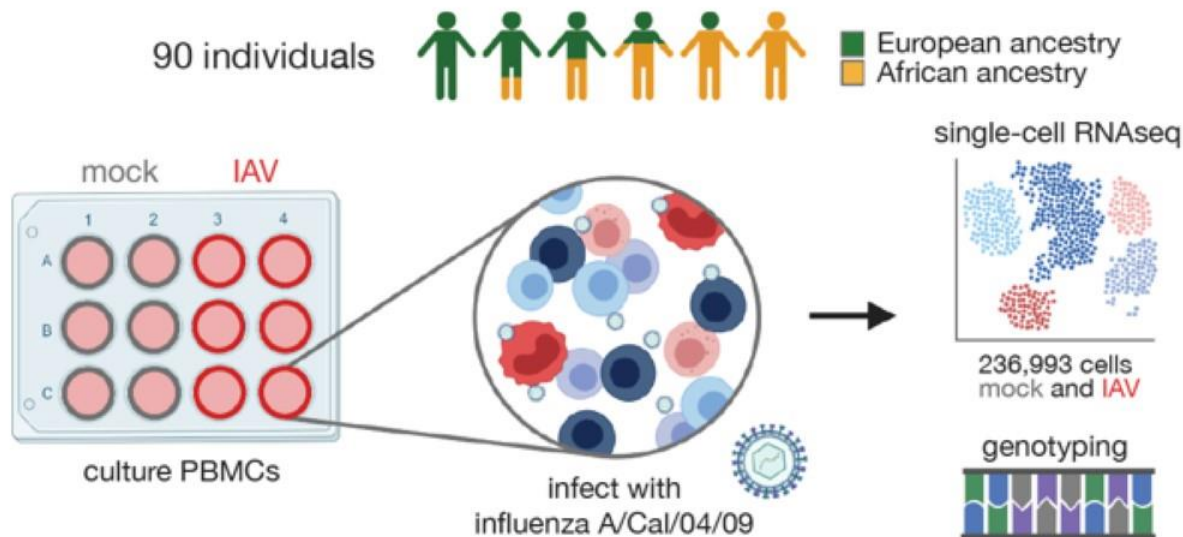 90 individuals
European ancestry
African ancestry
mock IAV
1 2 3 4
A
B
C
culture PBMCs
infect with
influenza A/Cal/04/09
single-cell RNAseq
236,993 cells
mock and IAV
genotyping